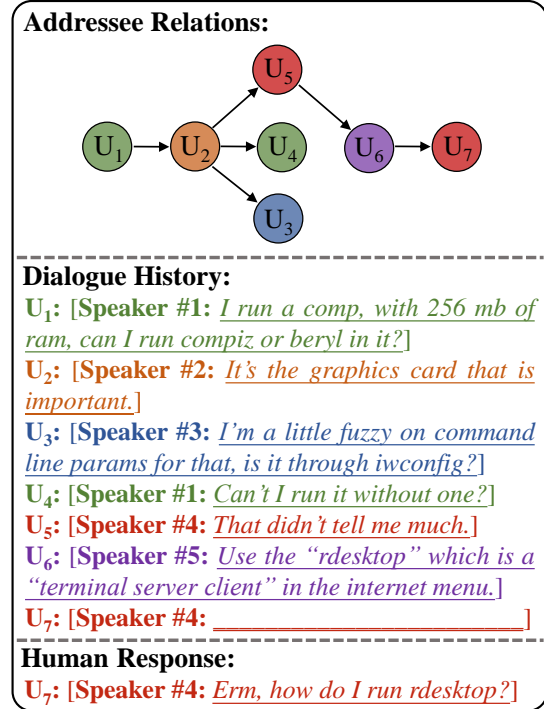 Addressee Relations:
U5
U1 U2 U4 U6 U7
U3
Dialogue History:
U1: [Speaker #1: I run a comp, with 256 mb of
ram, can I run compiz or beryl in it?]
U2: [Speaker #2: It's the graphics card that is
important.]
U3: [Speaker #3: I'm a little fuzzy on command
line params for that, is it through iwconfig?]
U4: [Speaker #1: Can't I run it without one?]
U5: [Speaker #4: That didn't tell me much.]
U6: [Speaker #5: Use the “rdesktop” which is a
“terminal server client” in the internet menu.]
U7: [Speaker #4: _________________________]
Human Response:
U7: [Speaker #4: Erm, how do I run rdesktop?]